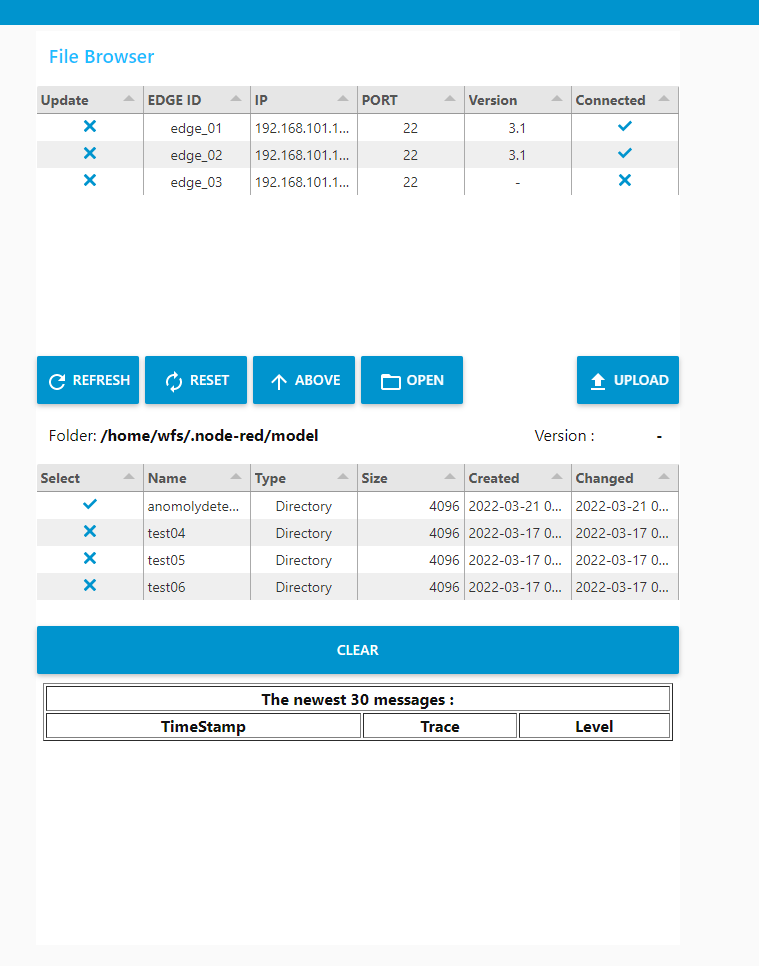 File Browser
Update EDGE ID IP PORT Version Connected
edge_01 192.168.101.1... 22 3.1
edge_02 192.168.101.1... 22 3.1
edge_03 192.168.101.1... 22 -
REFRESH RESET ABOVE OPEN UPLOAD
Folder: /home/wfs/.node-red/model Version : -
Select Name Type Size Created Changed
anomolydete... Directory 4096 2022-03-21 0... 2022-03-21 0...
test04 Directory 4096 2022-03-17 0... 2022-03-17 0...
test05 Directory 4096 2022-03-17 0... 2022-03-17 0...
test06 Directory 4096 2022-03-17 0... 2022-03-17 0...
CLEAR
The newest 30 messages :
TimeStamp Trace Level